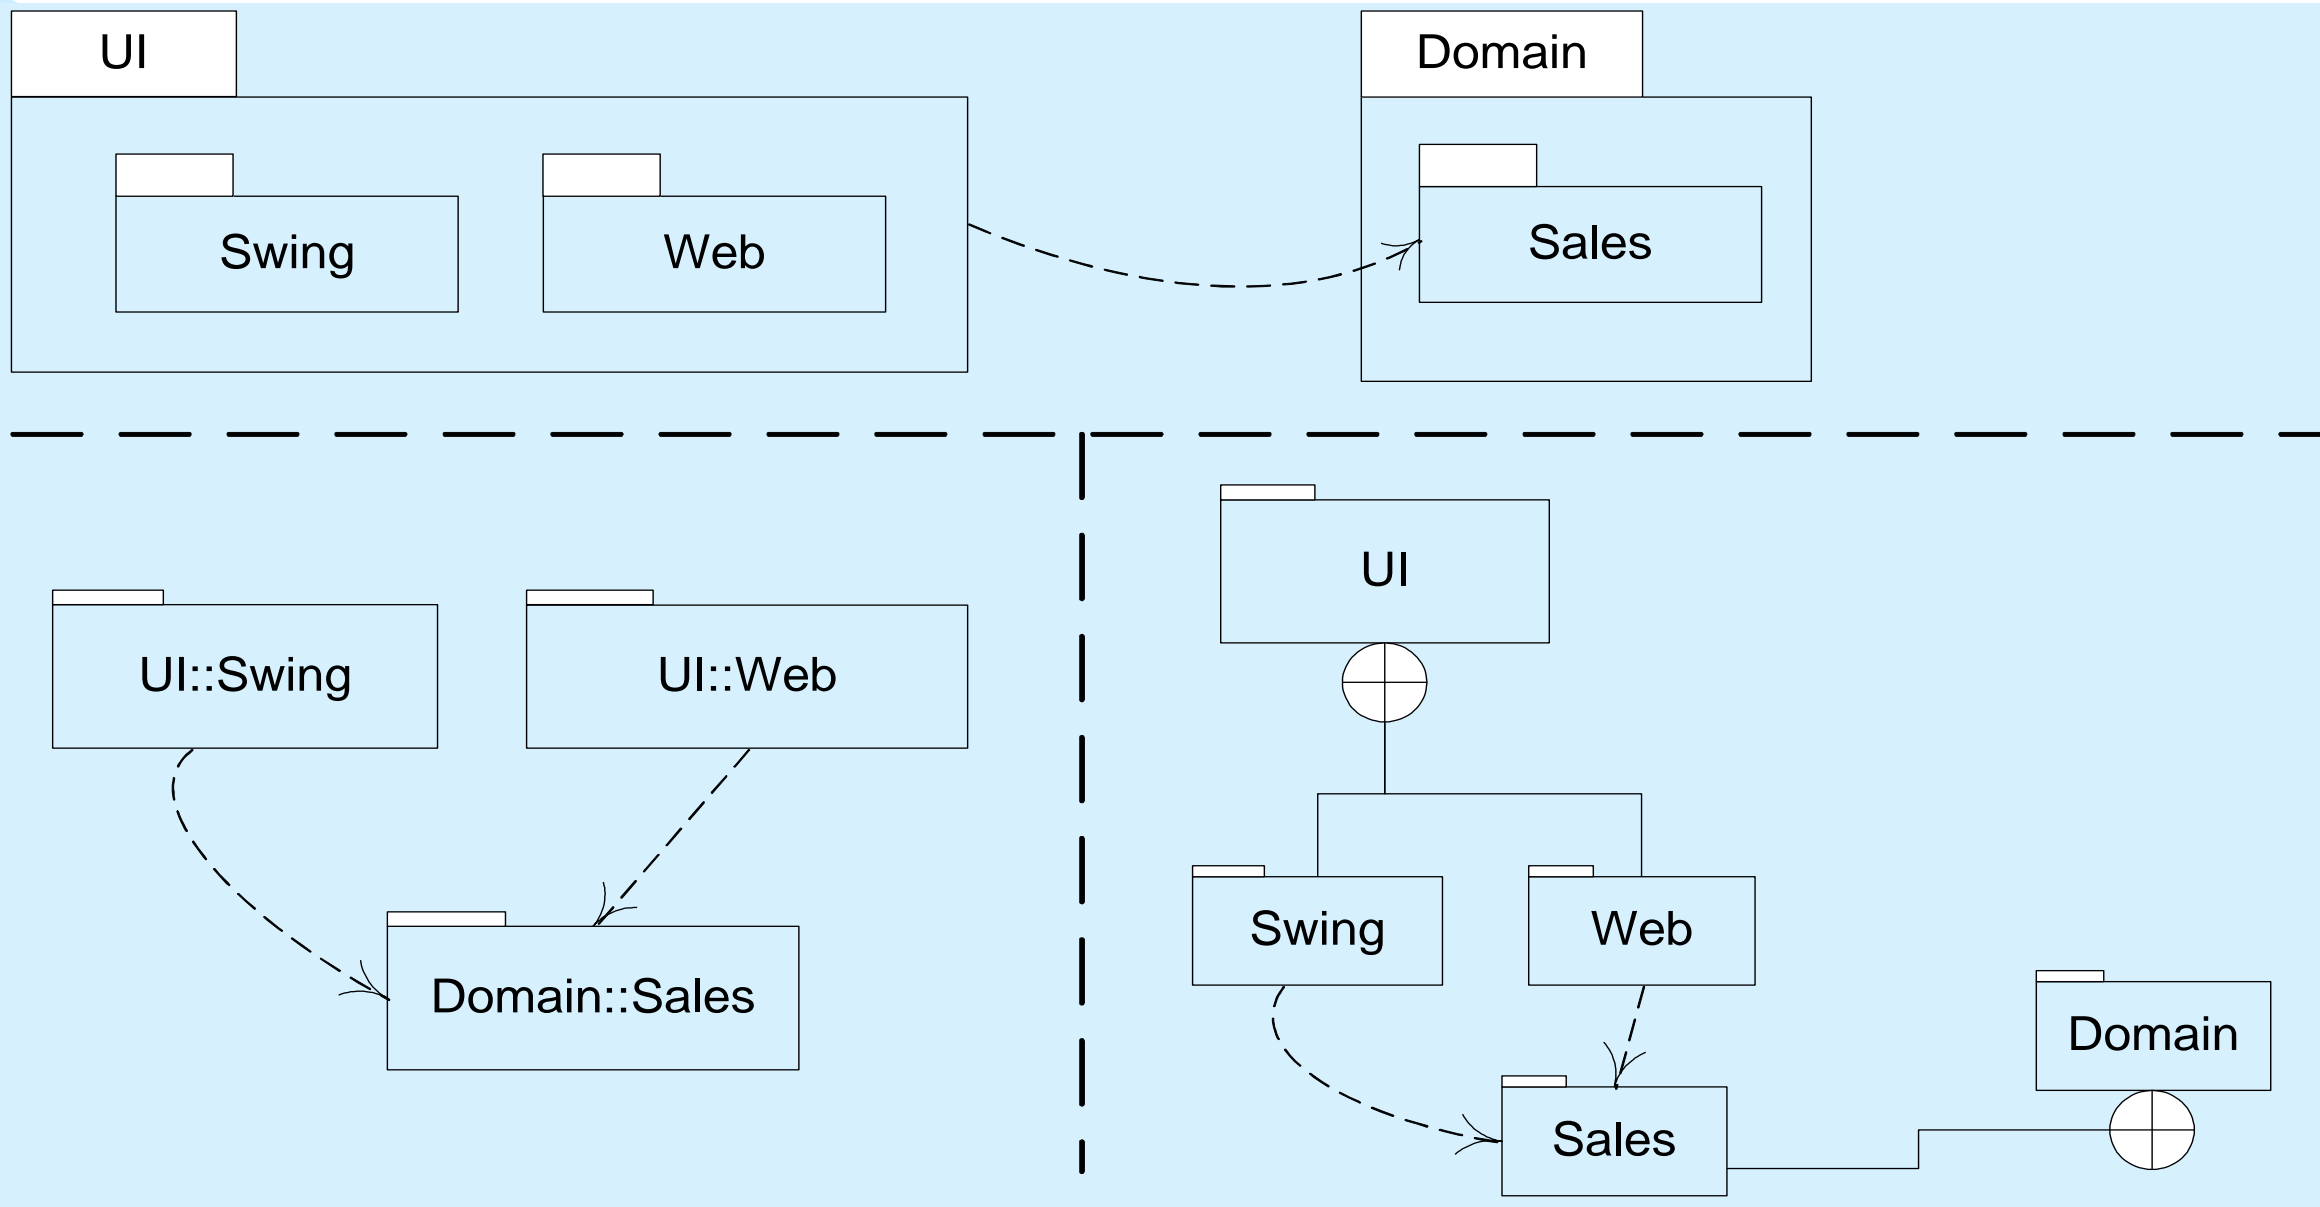 UI
Domain
Swing
Web
Sales
UI::Swing
UI::Web
Domain::Sales
UI
Swing
Web
Domain
Sales